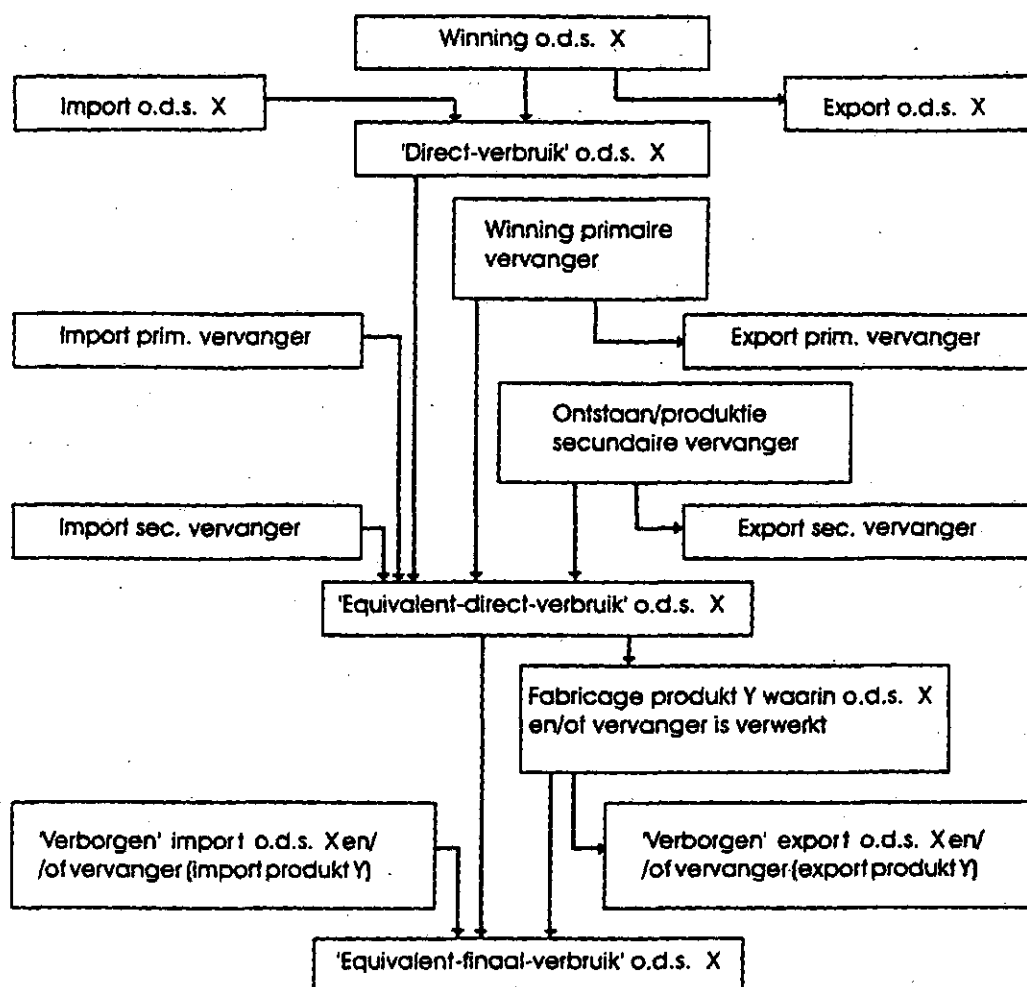 Winning o.d.s. X
Import o.d.s. X
Export o.d.s. X
'Direct-verbruik' o.d.s. X
Winning primaire
vervanger
Import prim. vervanger
Export prim. vervanger
Ontstaan/produktie
secundaire vervanger
Import sec. vervanger
Export sec. vervanger
'Equivalent-direct-verbruik' o.d.s. X
Fabricage produkt Y waarin o.d.s. X
en/of vervanger is verwerkt
'Verborgen' import o.d.s. X en/
/of vervanger (import produkt Y)
'Verborgen' export o.d.s. X en/
/of vervanger (export produkt Y)
'Equivalent-finaal-verbruik' o.d.s. X